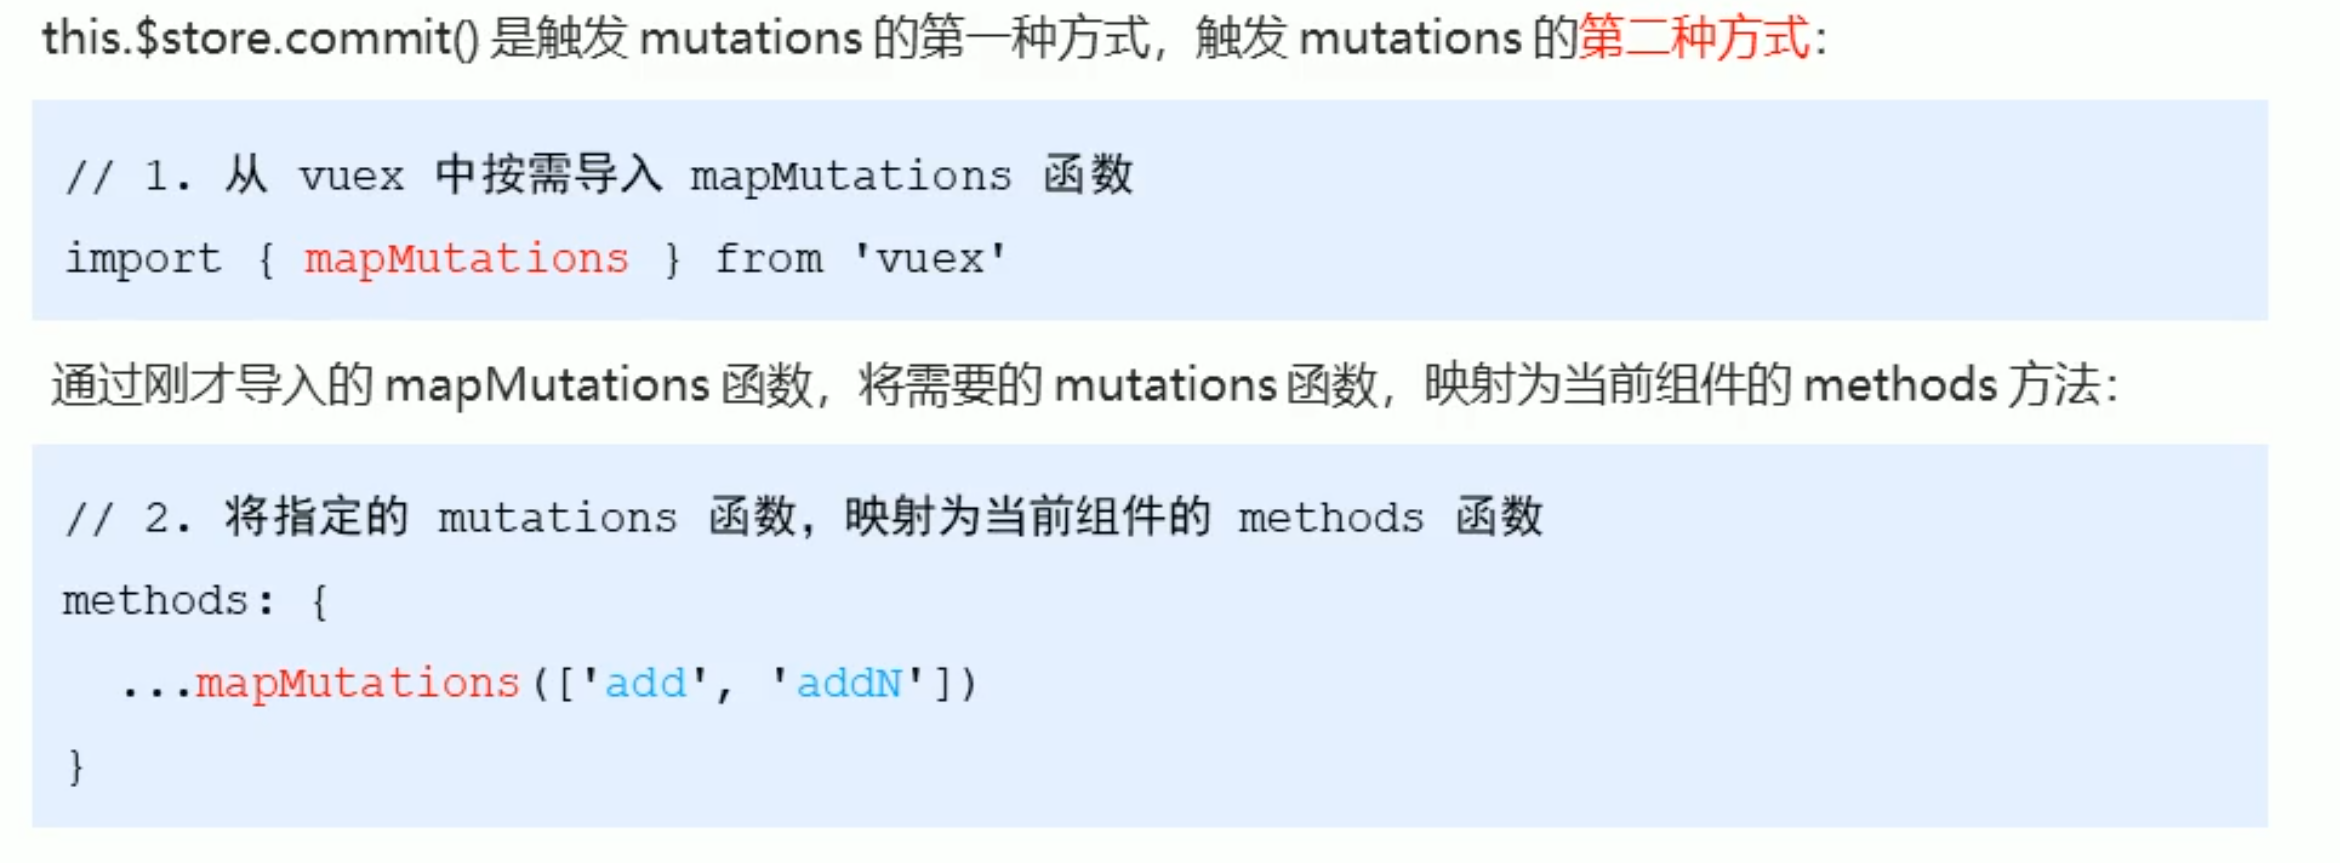 this.$store.commit() 是触发 mutations 的第一种方式，触发 mutations 的第二种方式：
// 1. 从 vuex 中按需导入 mapMutations 函数
import { mapMutations } from 'vuex'
通过刚才导入的 mapMutations 函数，将需要的 mutations 函数，映射为当前组件的 methods 方法：
// 2. 将指定的 mutations 函数，映射为当前组件的 methods 函数
methods: {
  ...mapMutations(['add', 'addN'])
}